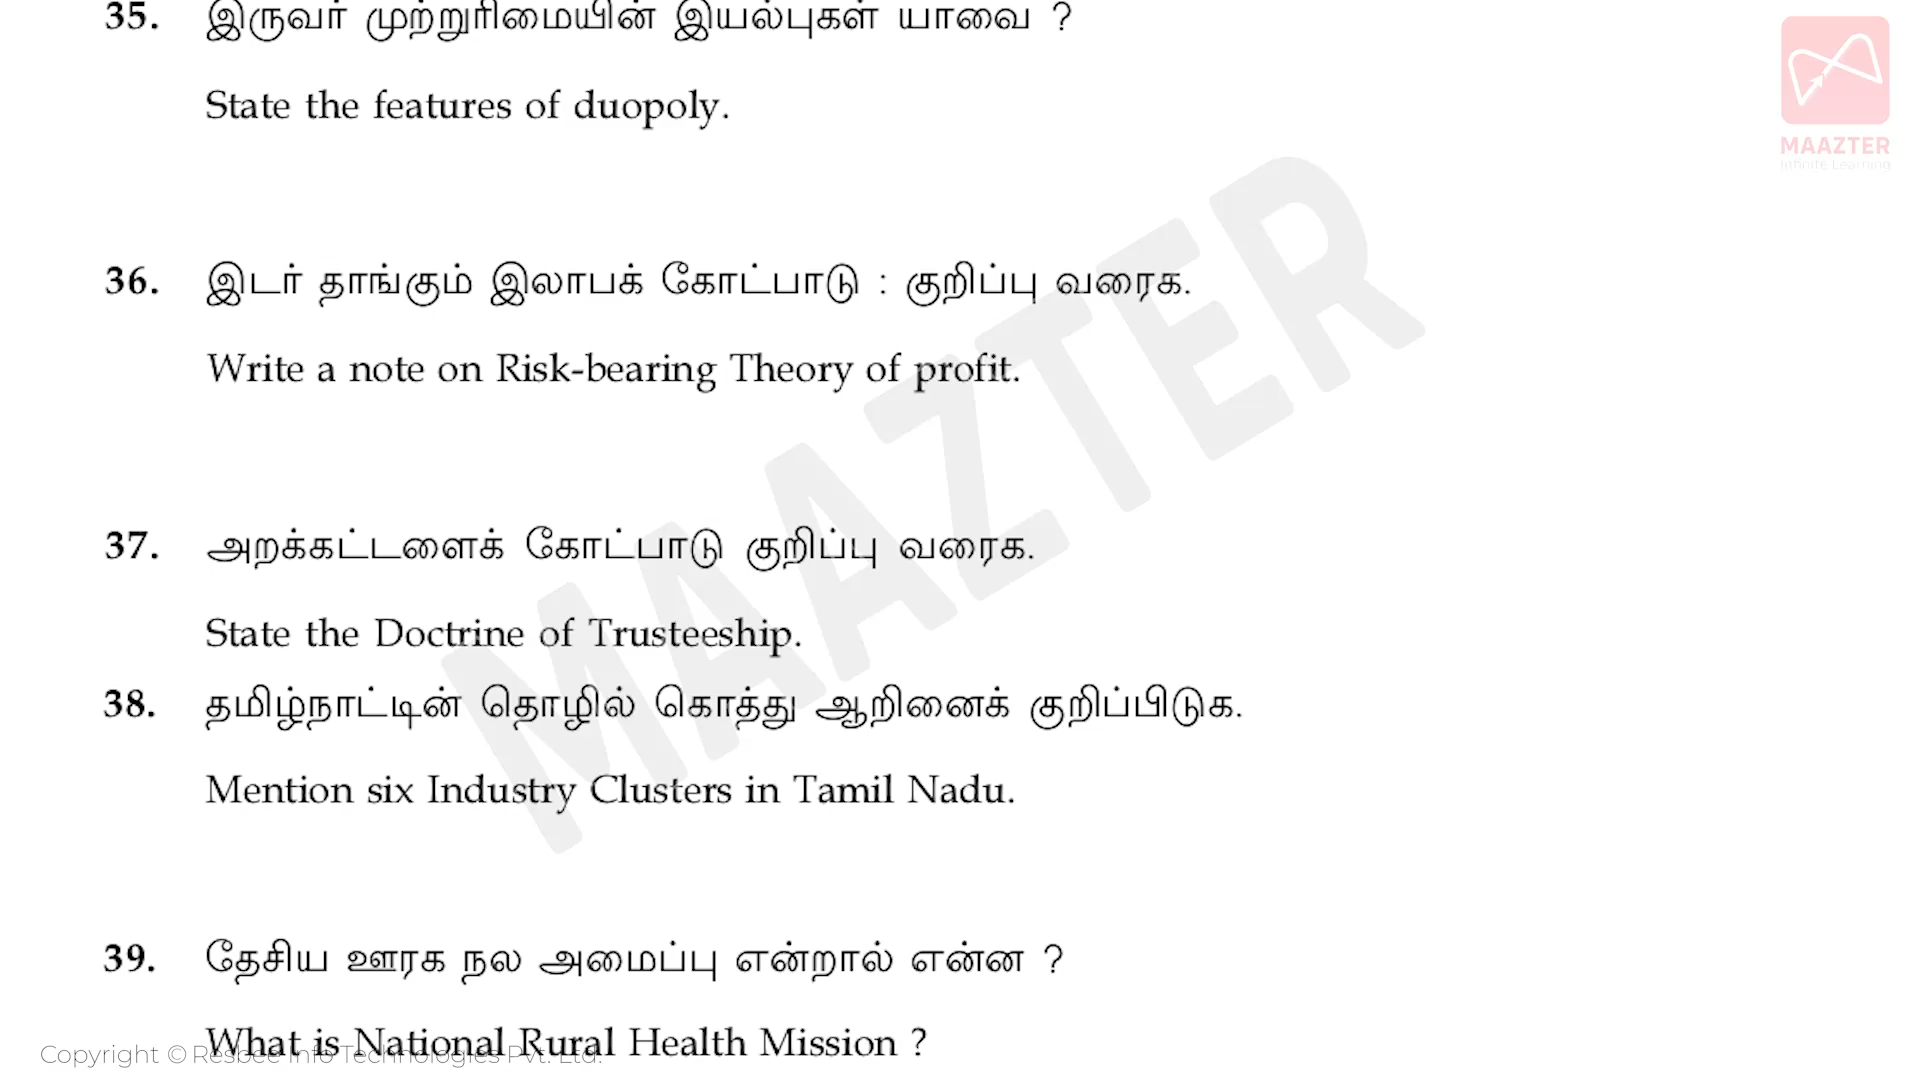 35. இருவர் முற்றுரிமையின் இயல்புகள் யாவை ?
State the features of duopoly.
MAAZTER
Infinite Learning
36. இடர் தாங்கும் இலாபக் கோட்பாடு : குறிப்பு வரைக.
Write a note on Risk-bearing Theory of profit.
MAAZTER
37. அறக்கட்டளைக் கோட்பாடு குறிப்பு வரைக.
State the Doctrine of Trusteeship.
38. தமிழ்நாட்டின் தொழில் கொத்து ஆறினைக் குறிப்பிடுக.
Mention six Industry Clusters in Tamil Nadu.
39. தேசிய ஊரக நல அமைப்பு என்றால் என்ன ?
What is National Rural Health Mission ?
Copyright © Resbee Info Technologies Pvt. Ltd.